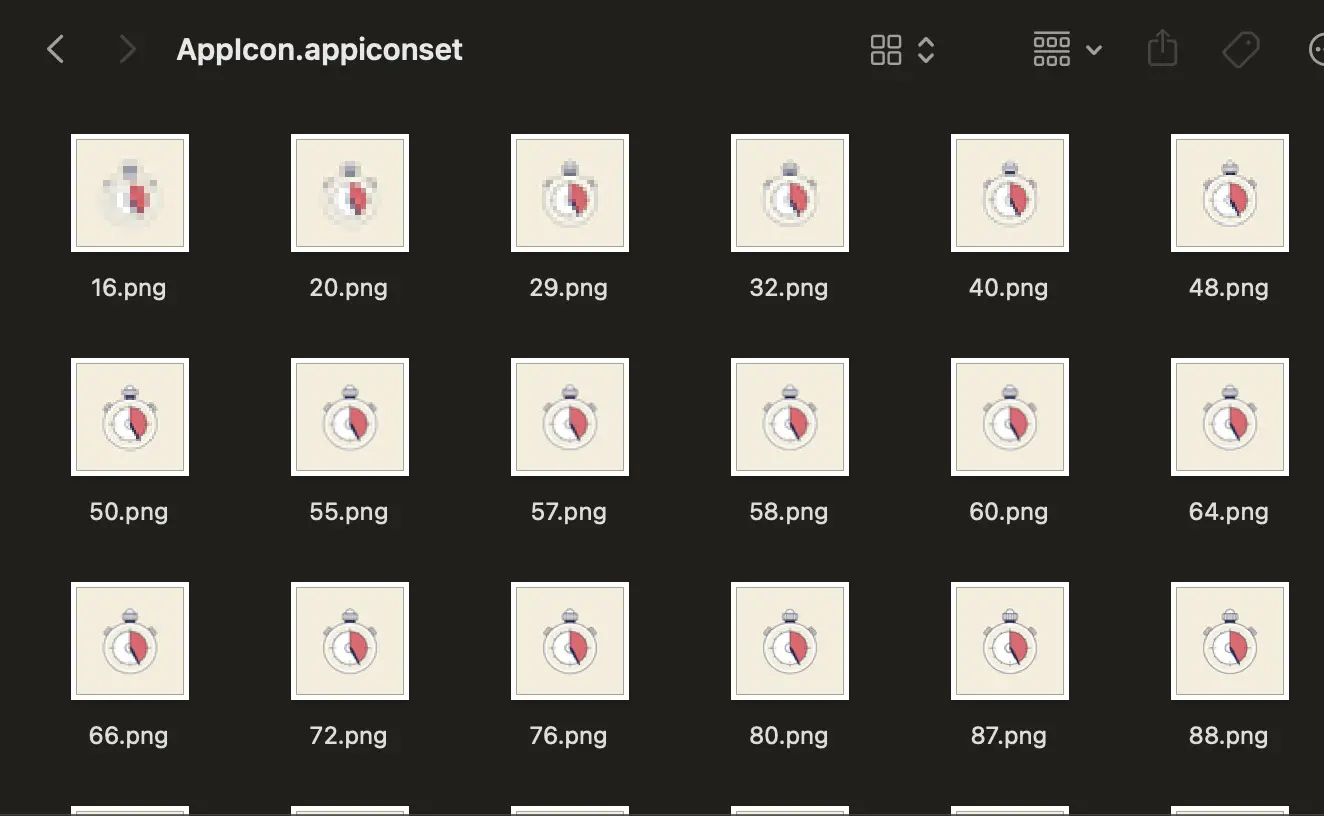 AppIcon.appiconset
16.png 20.png 29.png 32.png 40.png 48.png
50.png 55.png 57.png 58.png 60.png 64.png
66.png 72.png 76.png 80.png 87.png 88.png